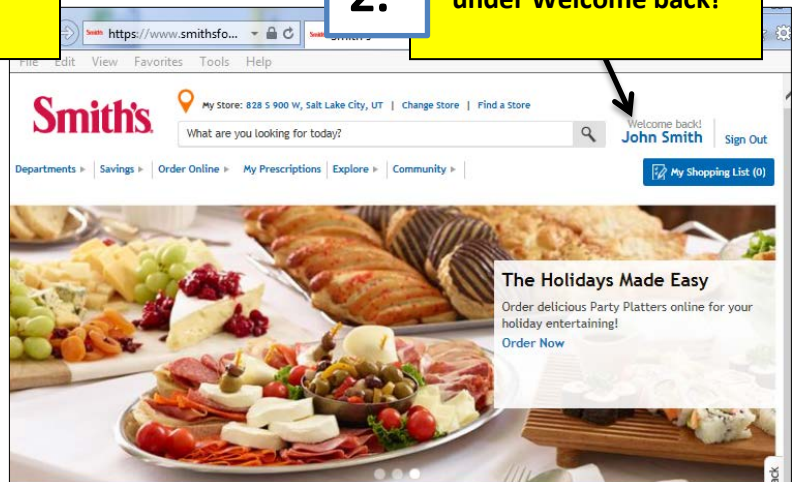 2.
under Welcome back!
https://www.smithsfo...
Smith's
File Edit View Favorites Tools Help
Smith's
My Store: 828 S 900 W, Salt Lake City, UT | Change Store | Find a Store
What are you looking for today?
Welcome back!
John Smith
Sign Out
Departments | Savings | Order Online | My Prescriptions | Explore | Community |
My Shopping List (0)
The Holidays Made Easy
Order delicious Party Platters online for your
holiday entertaining!
Order Now